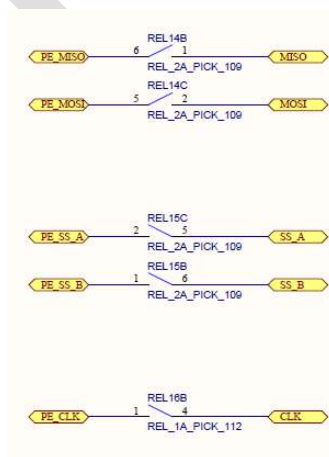 REL14B
PE_MISO 6 1 MISO
REL_2A_PICK_109
REL14C
PE_MOSI 5 2 MOSI
REL_2A_PICK_109
REL15C
PE_SS_A 2 5 SS_A
REL_2A_PICK_109
REL15B
PE_SS_B 1 6 SS_B
REL_2A_PICK_109
REL16B
PE_CLK 1 4 CLK
REL_1A_PICK_112